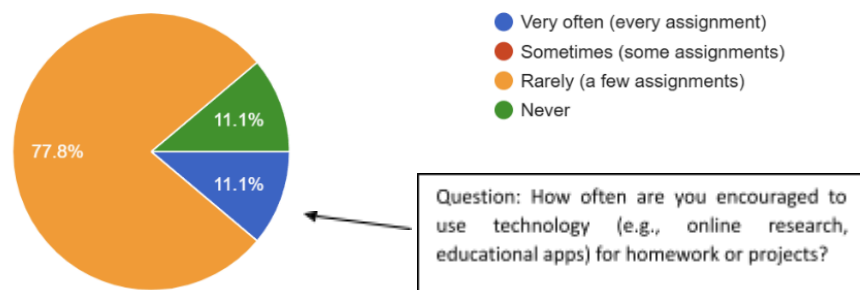 Very often (every assignment)
Sometimes (some assignments)
Rarely (a few assignments)
Never
77.8%
11.1%
11.1%
Question: How often are you encouraged to
use technology (e.g., online research,
educational apps) for homework or projects?